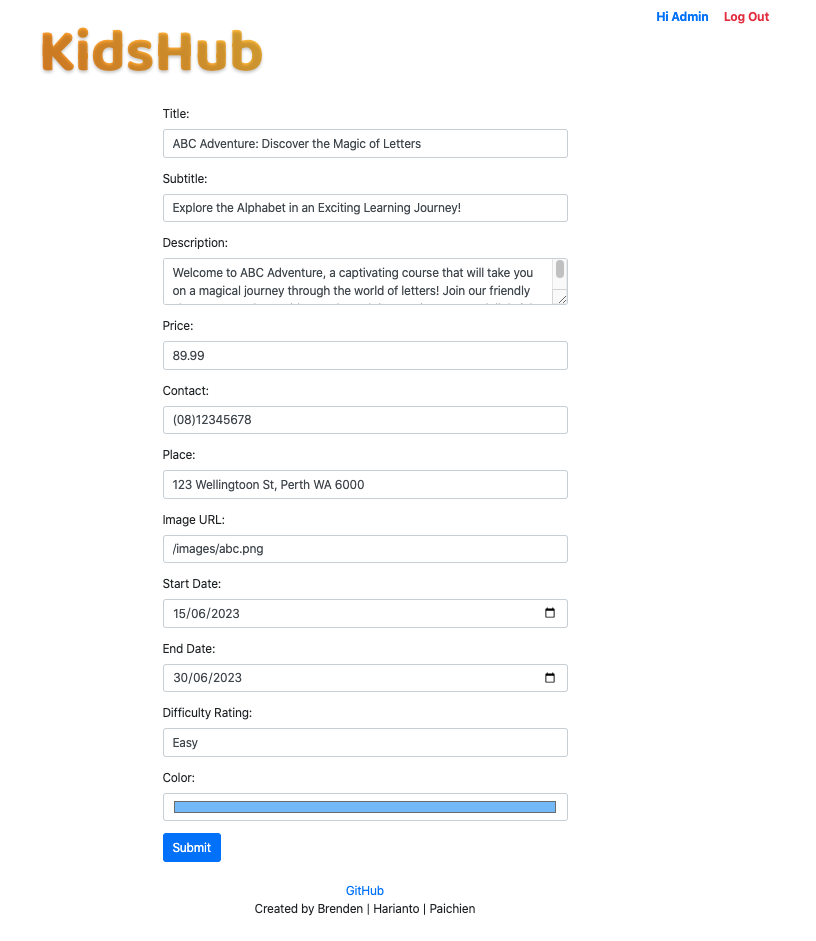 Hi Admin Log Out
KidsHub
Title:
ABC Adventure: Discover the Magic of Letters
Subtitle:
Explore the Alphabet in an Exciting Learning Journey!
Description:
Welcome to ABC Adventure, a captivating course that will take you
on a magical journey through the world of letters! Join our friendly
Price:
89.99
Contact:
(08)12345678
Place:
123 Wellingtoon St, Perth WA 6000
Image URL:
/images/abc.png
Start Date:
15/06/2023
End Date:
30/06/2023
Difficulty Rating:
Easy
Color:
Submit
GitHub
Created by Brenden | Harianto | Paichien